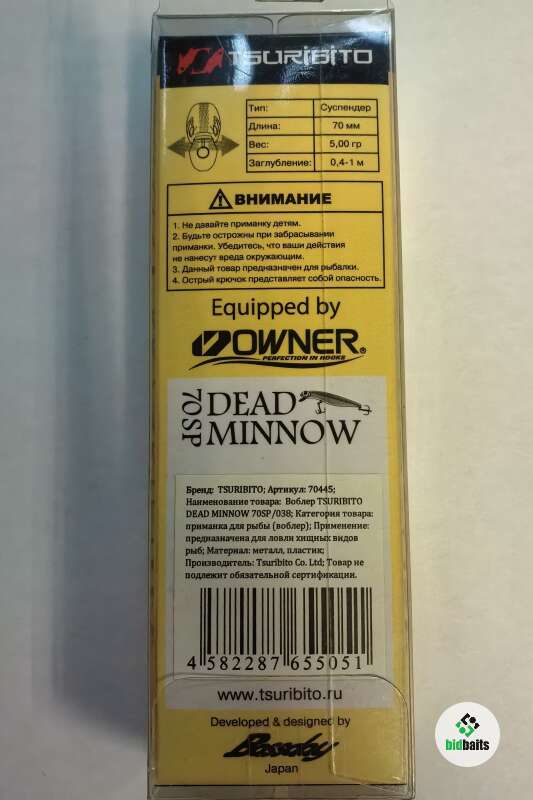 TSURIBITO
Тип: Суспендер
Длина: 70 мм
Вес: 5,00 гр
Заглубление: 0,4-1 м
ВНИМАНИЕ
1. Не давайте приманку детям.
2. Будьте острожны при забрасывании
приманки. Убедитесь, что ваши действия
не нанесут вреда окружающим.
3. Данный товар предназначен для рыбалки.
4. Острый крючок представляет собой опасность.
Equipped by
OWNER®
PERFECTION IN HOOKS
70SP
DEAD
MINNOW
Бренд: TSURIBITO; Артикул: 70445;
Наименование товара: Воблер TSURIBITO
DEAD MINNOW 70SP/038; Категория товара:
приманка для рыбы (воблер); Применение:
предназначена для ловли хищных видов
рыб; Материал: металл, пластик;
Производитель: Tsuribito Co. Ltd; Товар не
подлежит обязательной сертификации.
4 582287 655051
www.tsuribito.ru
Developed & designed by
Japan
bidbaits